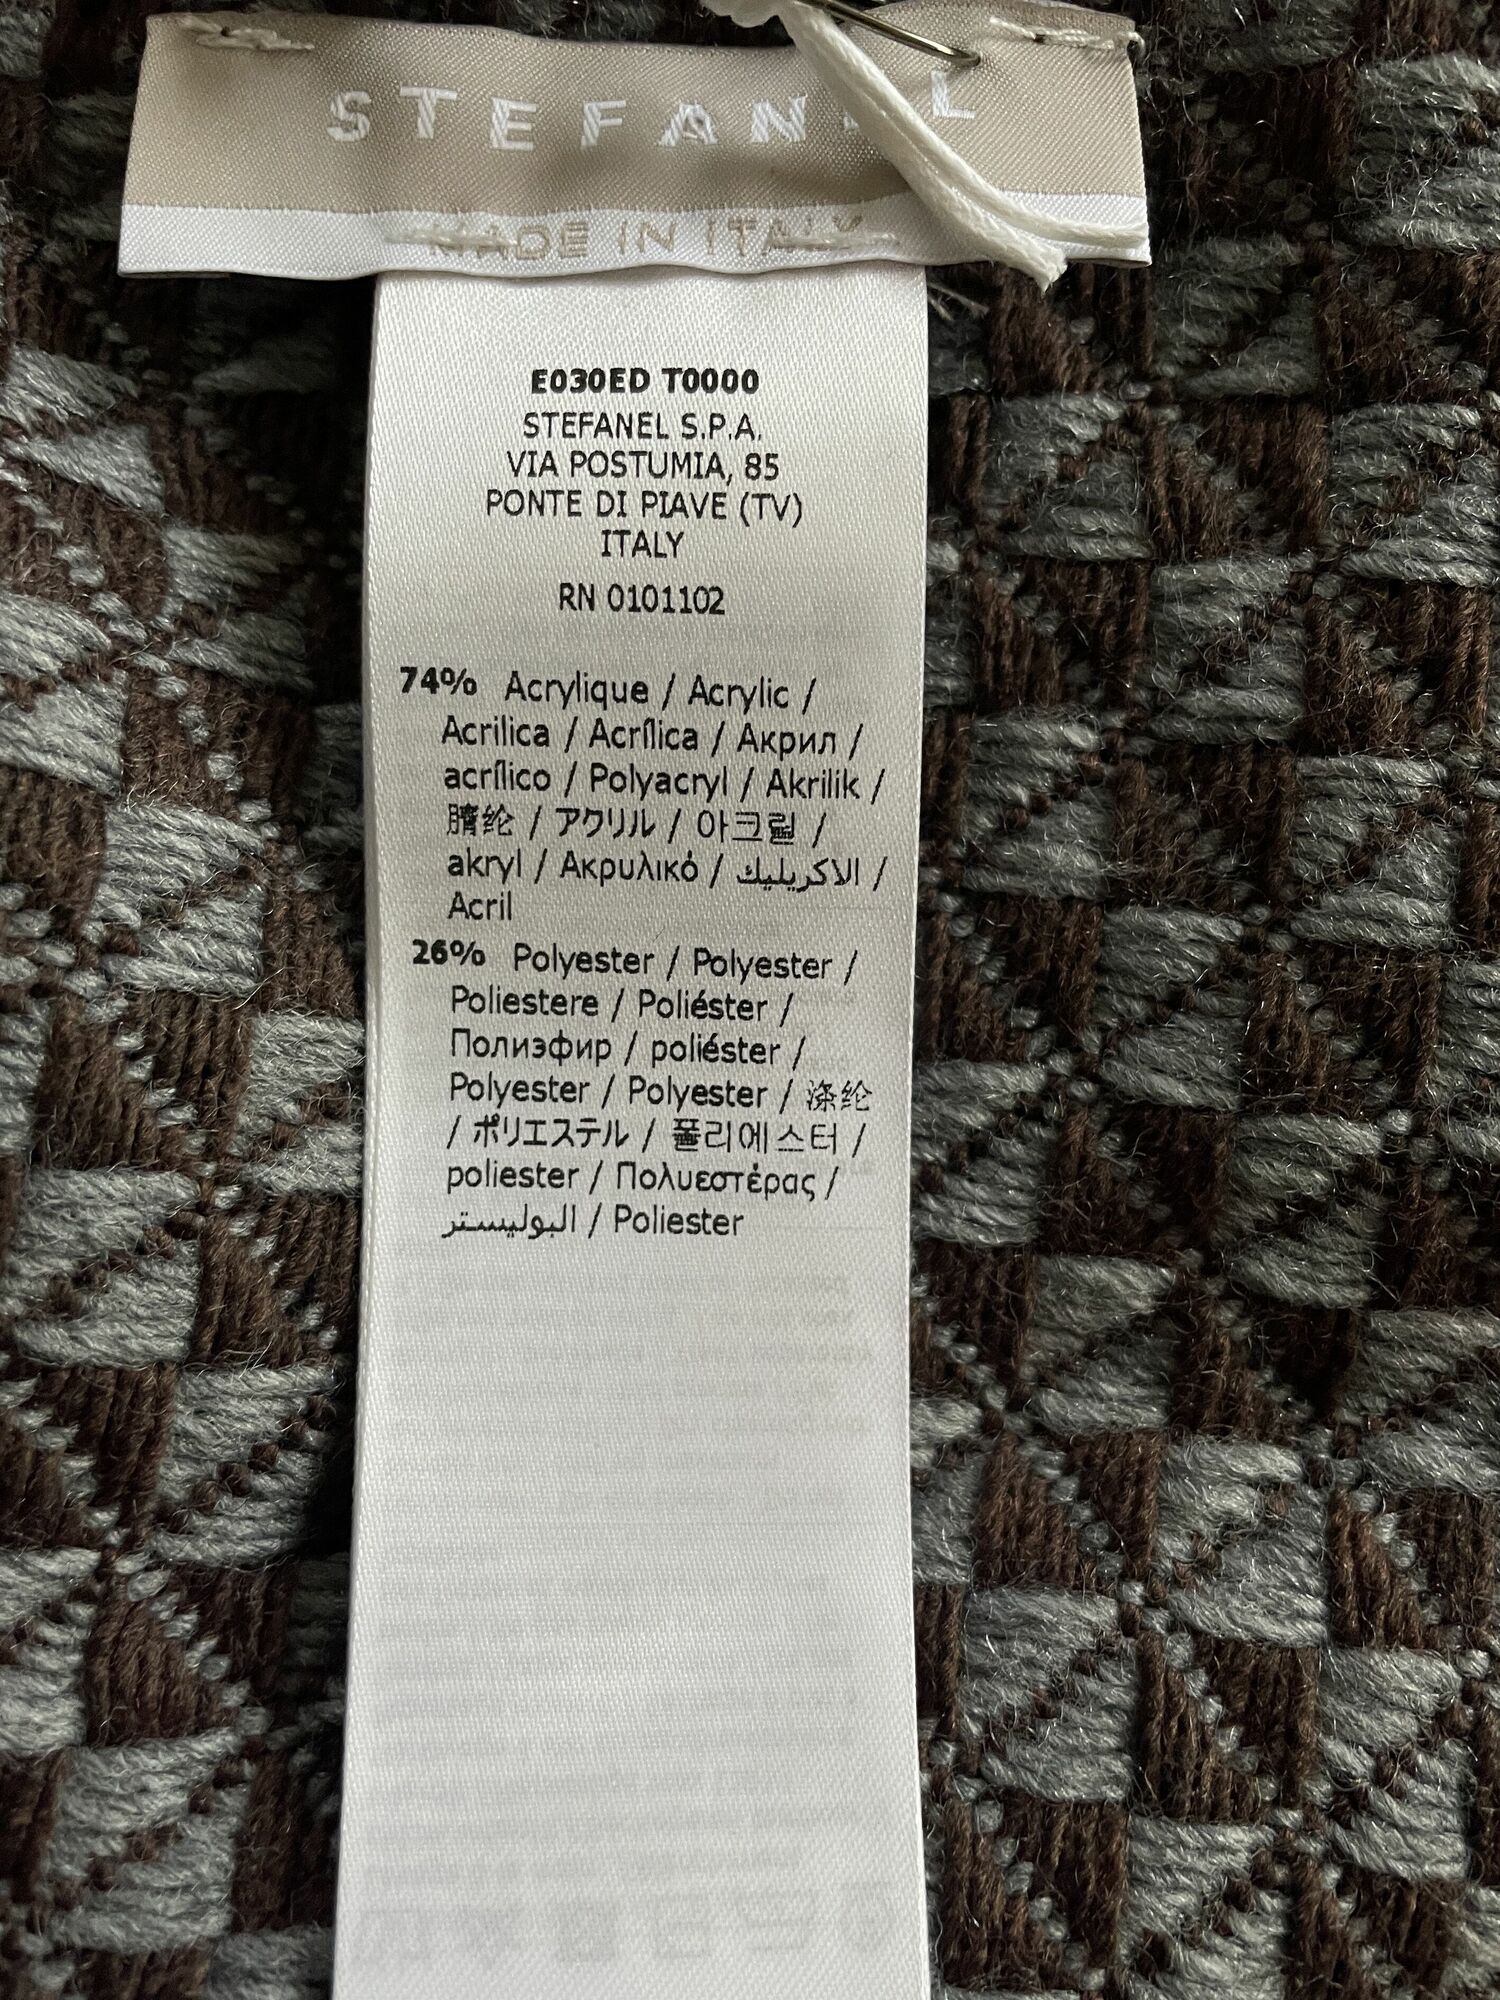 STEFANEL
MADE IN ITALY
E030ED T0000
STEFANEL S.P.A.
VIA POSTUMIA, 85
PONTE DI PIAVE (TV)
ITALY
RN 0101102
74% Acrylique / Acrylic /
Acrilica / Acrílica / Акрил /
acrílico / Polyacryl / Akrilik /
腈纶 / アクリル / 아크릴 /
akryl / Ακρυλικό / الاكريليك /
Acril
26% Polyester / Polyester /
Poliestere / Poliéster /
Полиэфир / poliéster /
Polyester / Polyester / 涤纶
/ ポリエステル / 폴리에스터 /
poliester / Πολυεστέρας /
البوليستر / Poliester